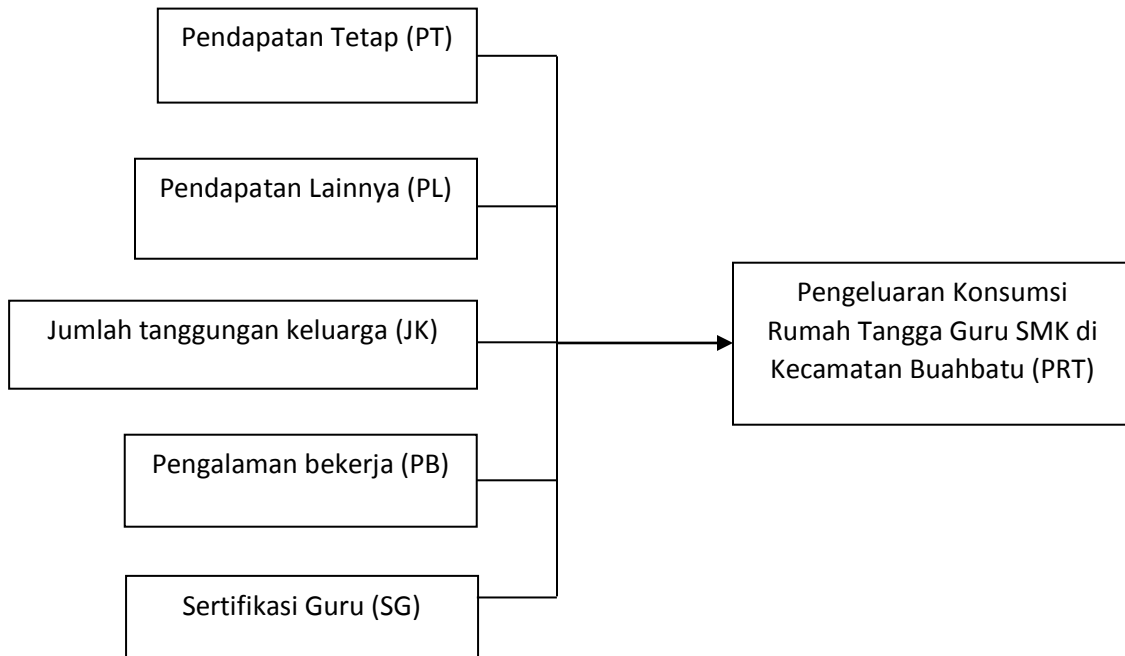 Pendapatan Tetap (PT)
Pendapatan Lainnya (PL)
Jumlah tanggungan keluarga (JK)
Pengalaman bekerja (PB)
Sertifikasi Guru (SG)
Pengeluaran Konsumsi
Rumah Tangga Guru SMK di
Kecamatan Buahbatu (PRT)